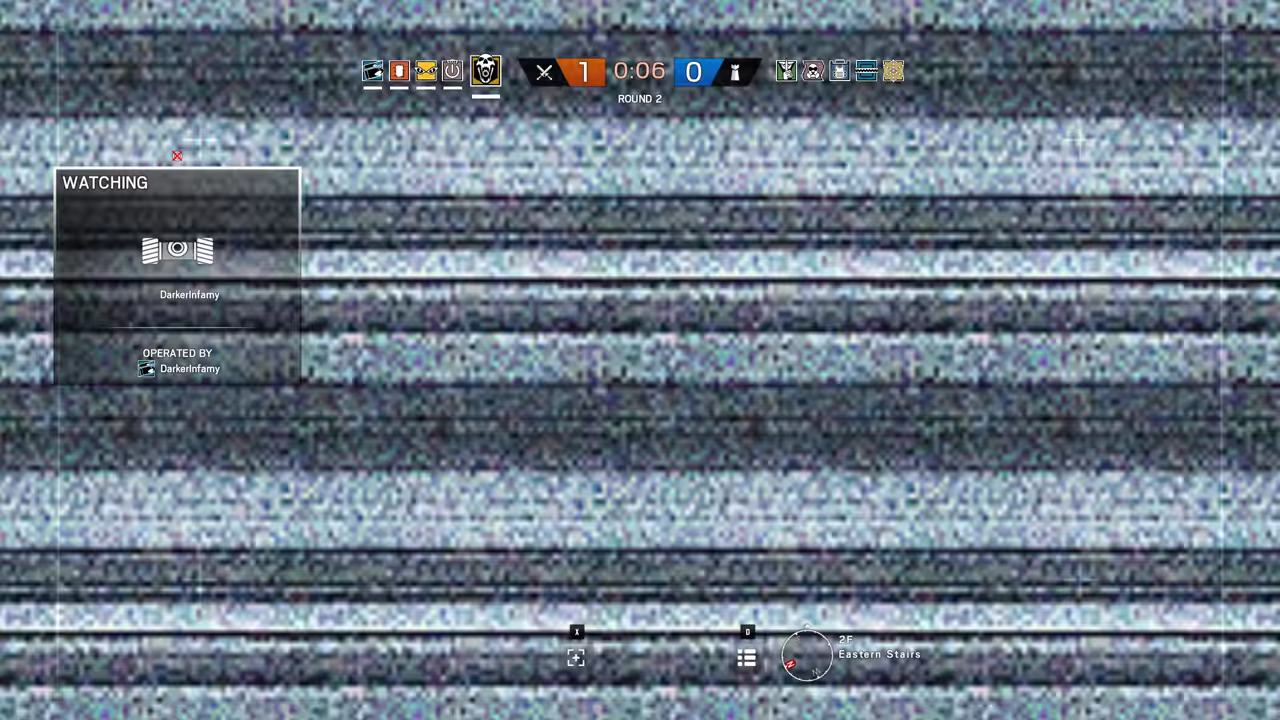 1 0:06 0
ROUND 2
WATCHING
DarkerInfamy
OPERATED BY
DarkerInfamy
X D
2F
Eastern Stairs
N